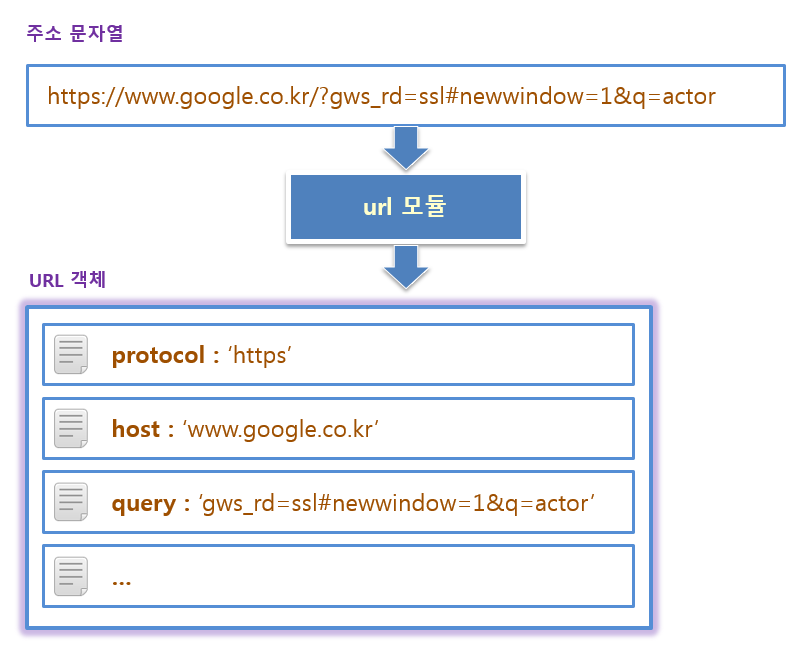 주소 문자열
https://www.google.co.kr/?gws_rd=ssl#newwindow=1&q=actor
url 모듈
URL 객체
protocol : ‘https’
host : ‘www.google.co.kr’
query : ‘gws_rd=ssl#newwindow=1&q=actor’
...